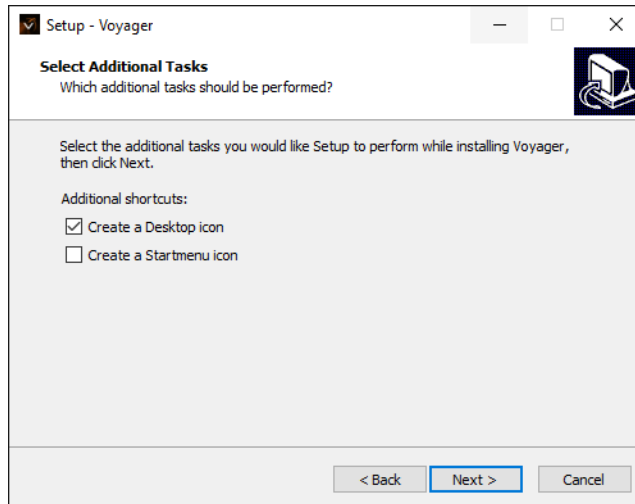 Setup - Voyager
Select Additional Tasks
Which additional tasks should be performed?
Select the additional tasks you would like Setup to perform while installing Voyager,
then click Next.
Additional shortcuts:
Create a Desktop icon
Create a Startmenu icon
< Back
Next >
Cancel